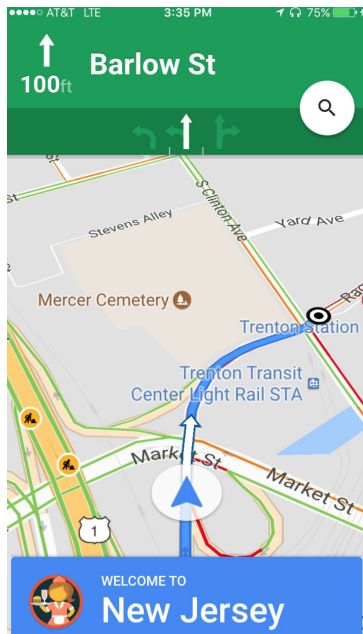 AT&T LTE 3:35 PM 75%
100ft
Barlow St
St
S Clinton Ave
Stevens Alley
Yard Ave
Mercer Cemetery
Trenton Station
Trenton Transit
Center Light Rail STA
Market St
Market St
1
WELCOME TO
New Jersey